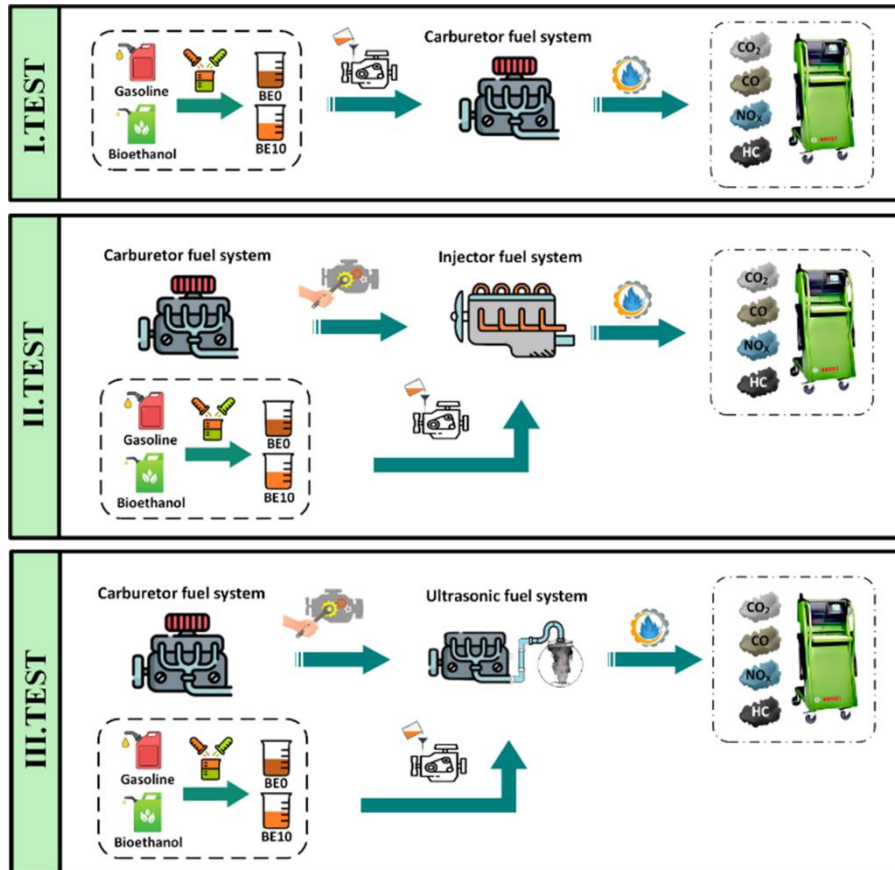 I.TEST
Gasoline
Bioethanol
BE0
BE10
Carburetor fuel system
CO₂
CO
NOₓ
HC
II.TEST
Carburetor fuel system
Injector fuel system
Gasoline
Bioethanol
BE0
BE10
CO₂
CO
NOₓ
HC
III.TEST
Carburetor fuel system
Ultrasonic fuel system
Gasoline
Bioethanol
BE0
BE10
CO₂
CO
NOₓ
HC